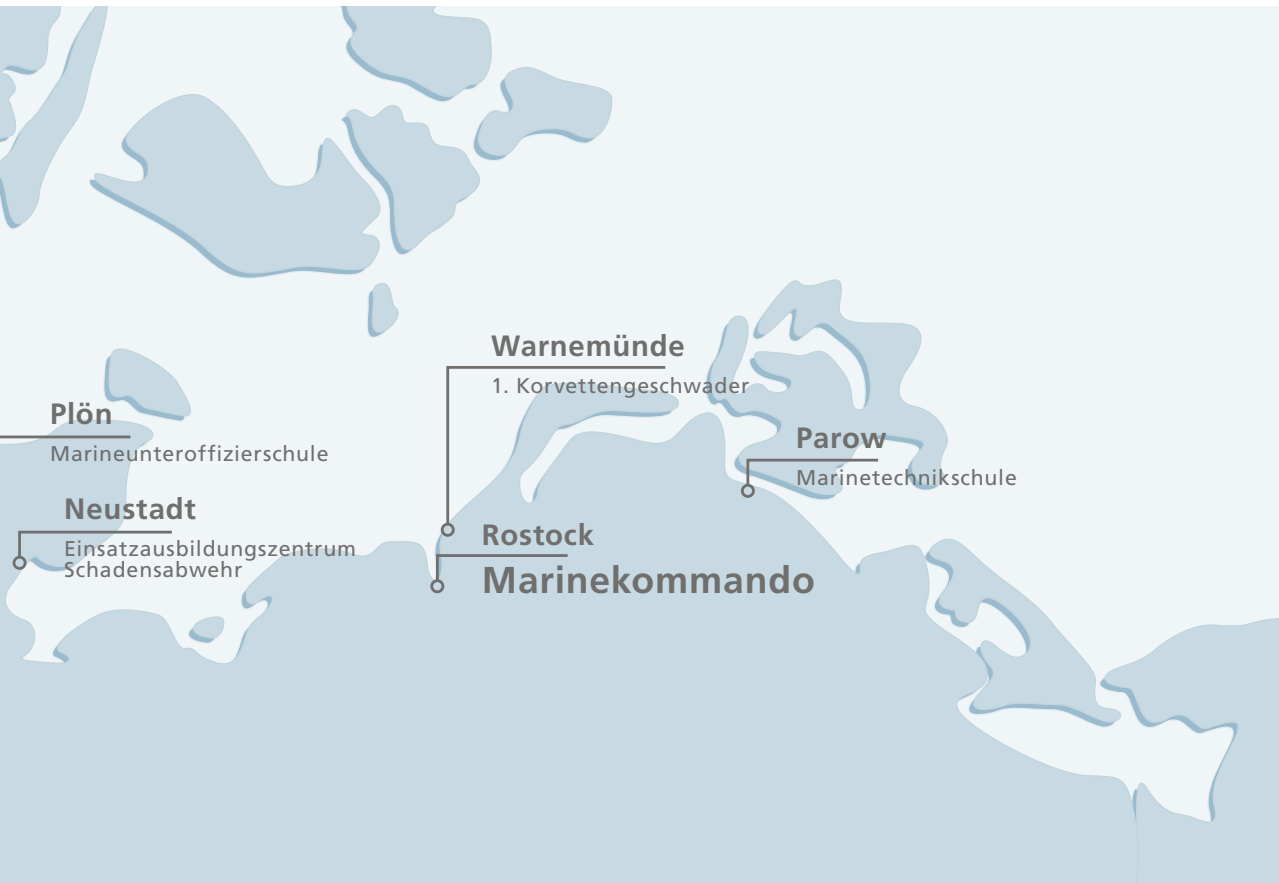 Warnemünde
1. Korvettengeschwader
Plön
Marineunteroffizierschule
Parow
Marinetechnikschule
Neustadt
Einsatzausbildungszentrum
Schadensabwehr
Rostock
Marinekommando